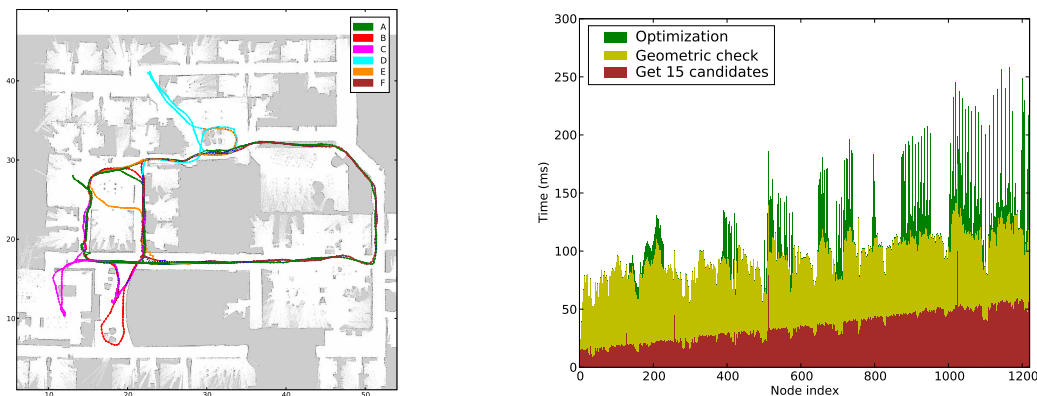 A
B
C
D
E
F
40
30
20
10
10 20 30 40 50
Optimization
Geometric check
Get 15 candidates
300
250
200
150
100
50
0
Time (ms)
0 200 400 600 800 1000 1200
Node index